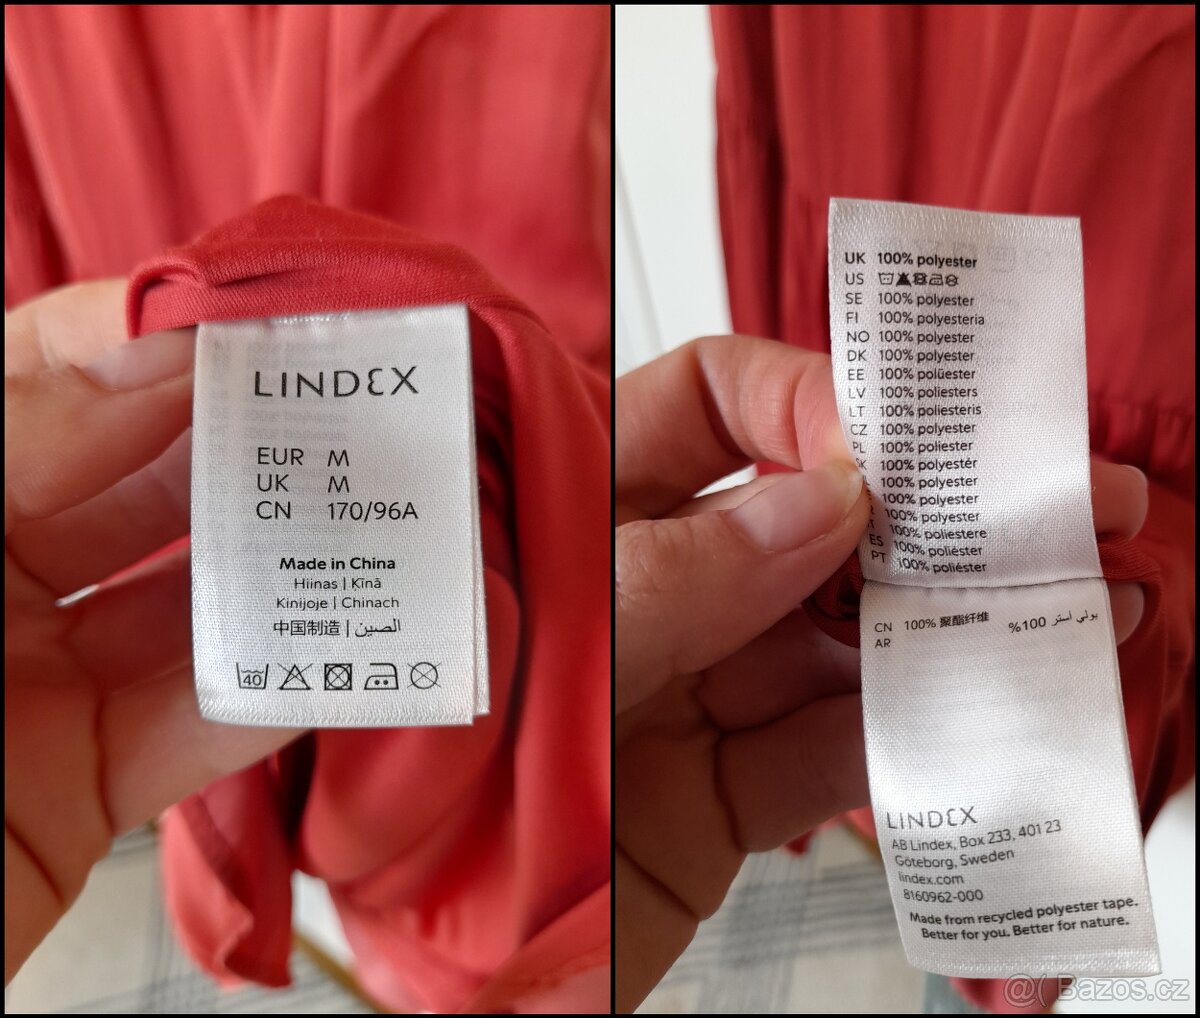 LINDEX
EUR M
UK M
CN 170/96A
Made in China
Hiinas | Ķīnā
Kinijoje | Chinach
中国制造 | الصين
40
UK 100% polyester
US
SE 100% polyester
FI 100% polyesteria
NO 100% polyester
DK 100% polyester
EE 100% polüester
LV 100% poliesters
LT 100% poliesteris
CZ 100% polyester
PL 100% poliester
SK 100% polyestér
100% polyester
100% polyester
100% polyester
100% poliestere
ES 100% poliéster
PT 100% poliéster
CN 100% 聚酯纤维
AR بولي استر 100%
LINDEX
AB Lindex, Box 233, 401 23
Göteborg, Sweden
lindex.com
8160962-000
Made from recycled polyester tape.
Better for you. Better for nature.
Bazos.cz